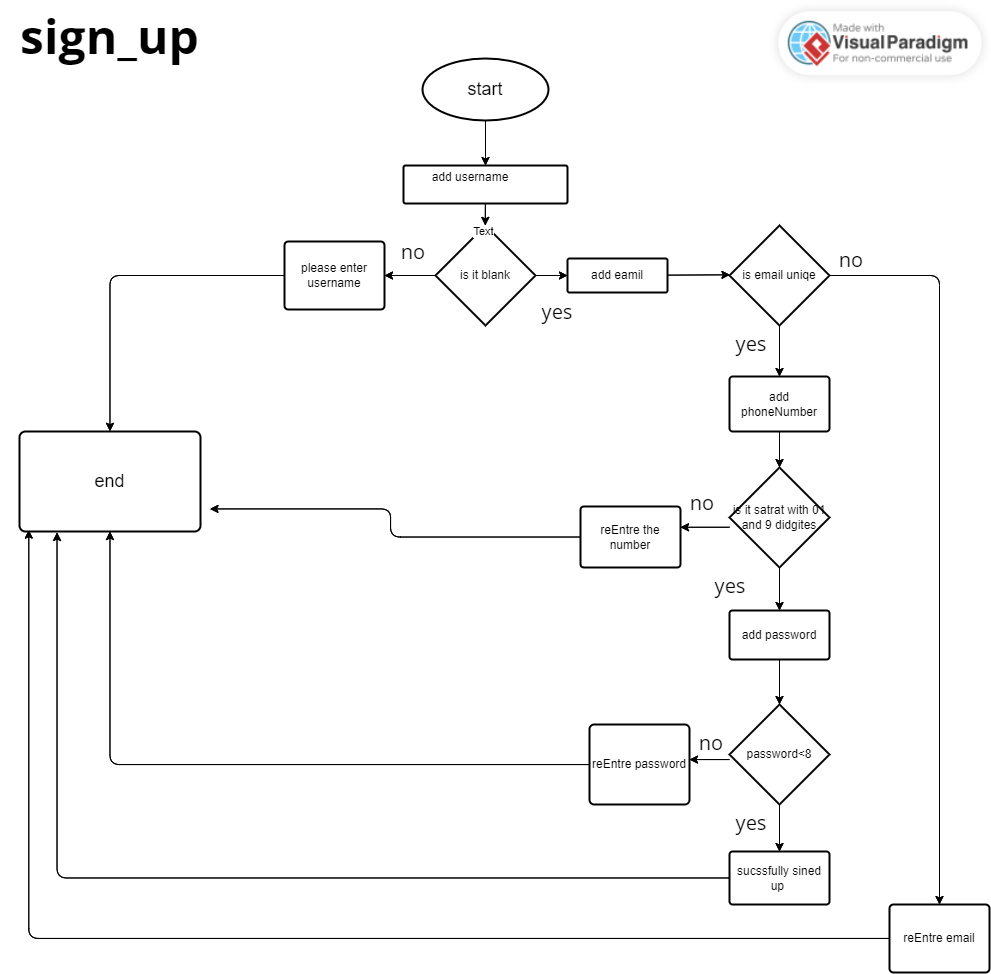 sign_up
Made with
VisualParadigm
For non-commercial use
start
add username
Text
no
please enter
username
is it blank
add eamil
is email uniqe
no
yes
yes
add
phoneNumber
end
no
is it satrat with 01
and 9 didgites
reEntre the
number
yes
add password
no
password<8
reEntre password
yes
sucssfully sined
up
reEntre email